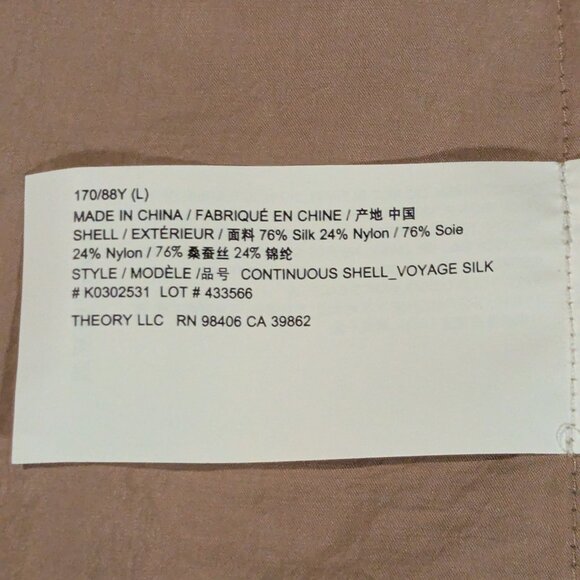 170/88Y (L)
MADE IN CHINA / FABRIQUÉ EN CHINE / 产地 中国
SHELL / EXTÉRIEUR / 面料 76% Silk 24% Nylon / 76% Soie
24% Nylon / 76% 桑蚕丝 24% 锦纶
STYLE / MODÈLE /品号 CONTINUOUS SHELL_VOYAGE SILK
# K0302531 LOT # 433566
THEORY LLC RN 98406 CA 39862